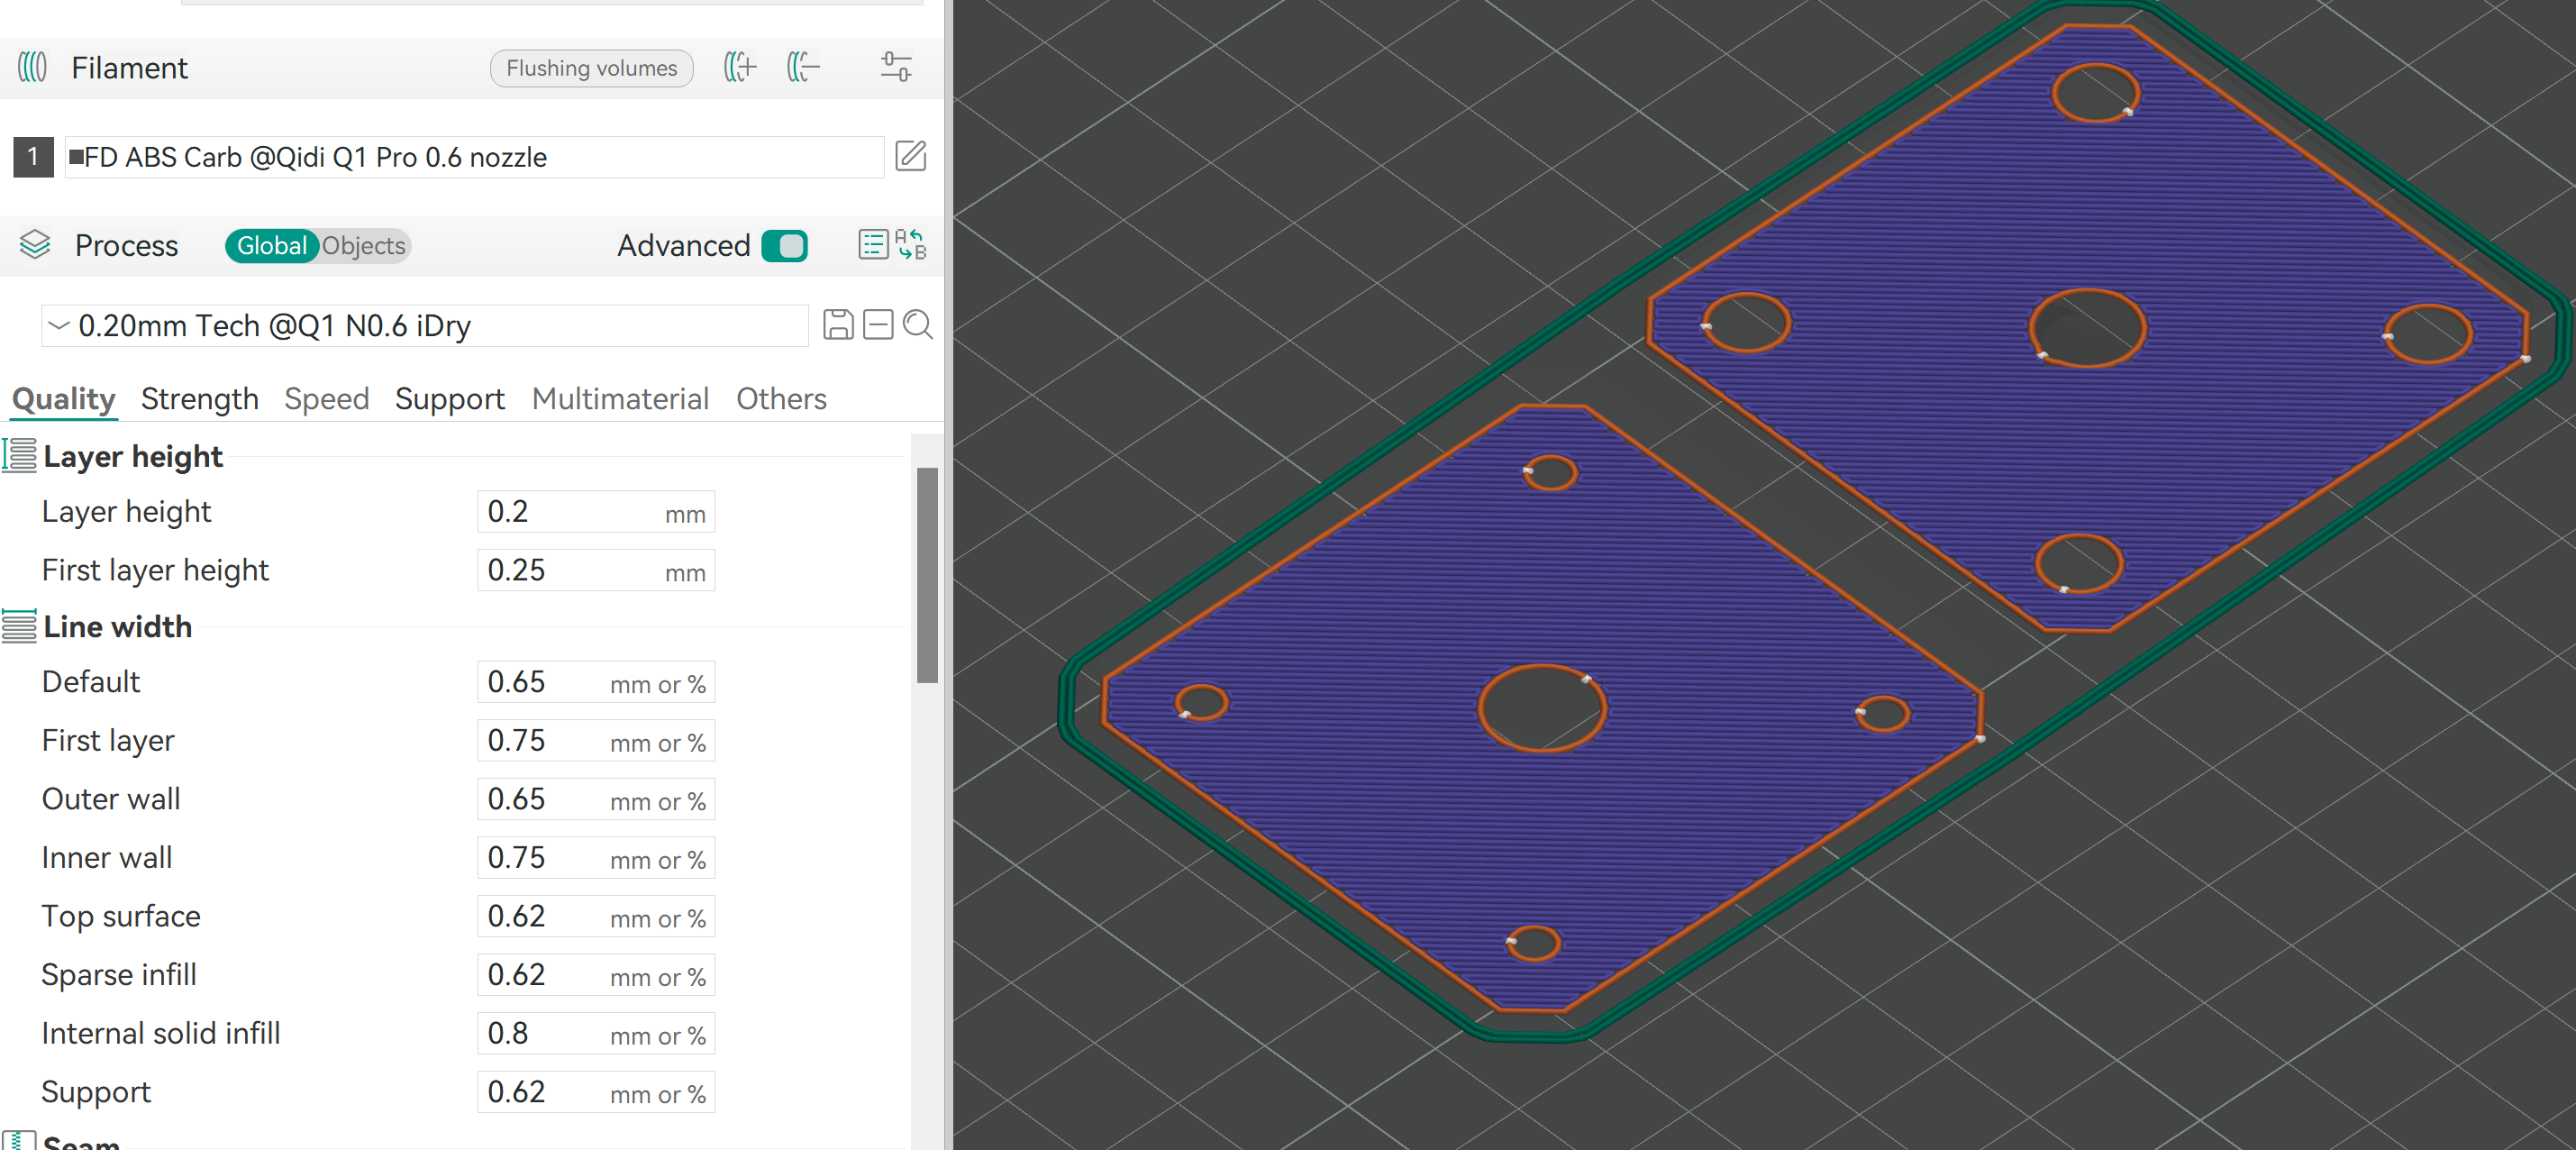 Filament Flushing volumes
1 FD ABS Carb @Qidi Q1 Pro 0.6 nozzle
Process Global Objects Advanced
0.20mm Tech @Q1 N0.6 iDry
Quality Strength Speed Support Multimaterial Others
Layer height
Layer height 0.2 mm
First layer height 0.25 mm
Line width
Default 0.65 mm or %
First layer 0.75 mm or %
Outer wall 0.65 mm or %
Inner wall 0.75 mm or %
Top surface 0.62 mm or %
Sparse infill 0.62 mm or %
Internal solid infill 0.8 mm or %
Support 0.62 mm or %
Seam